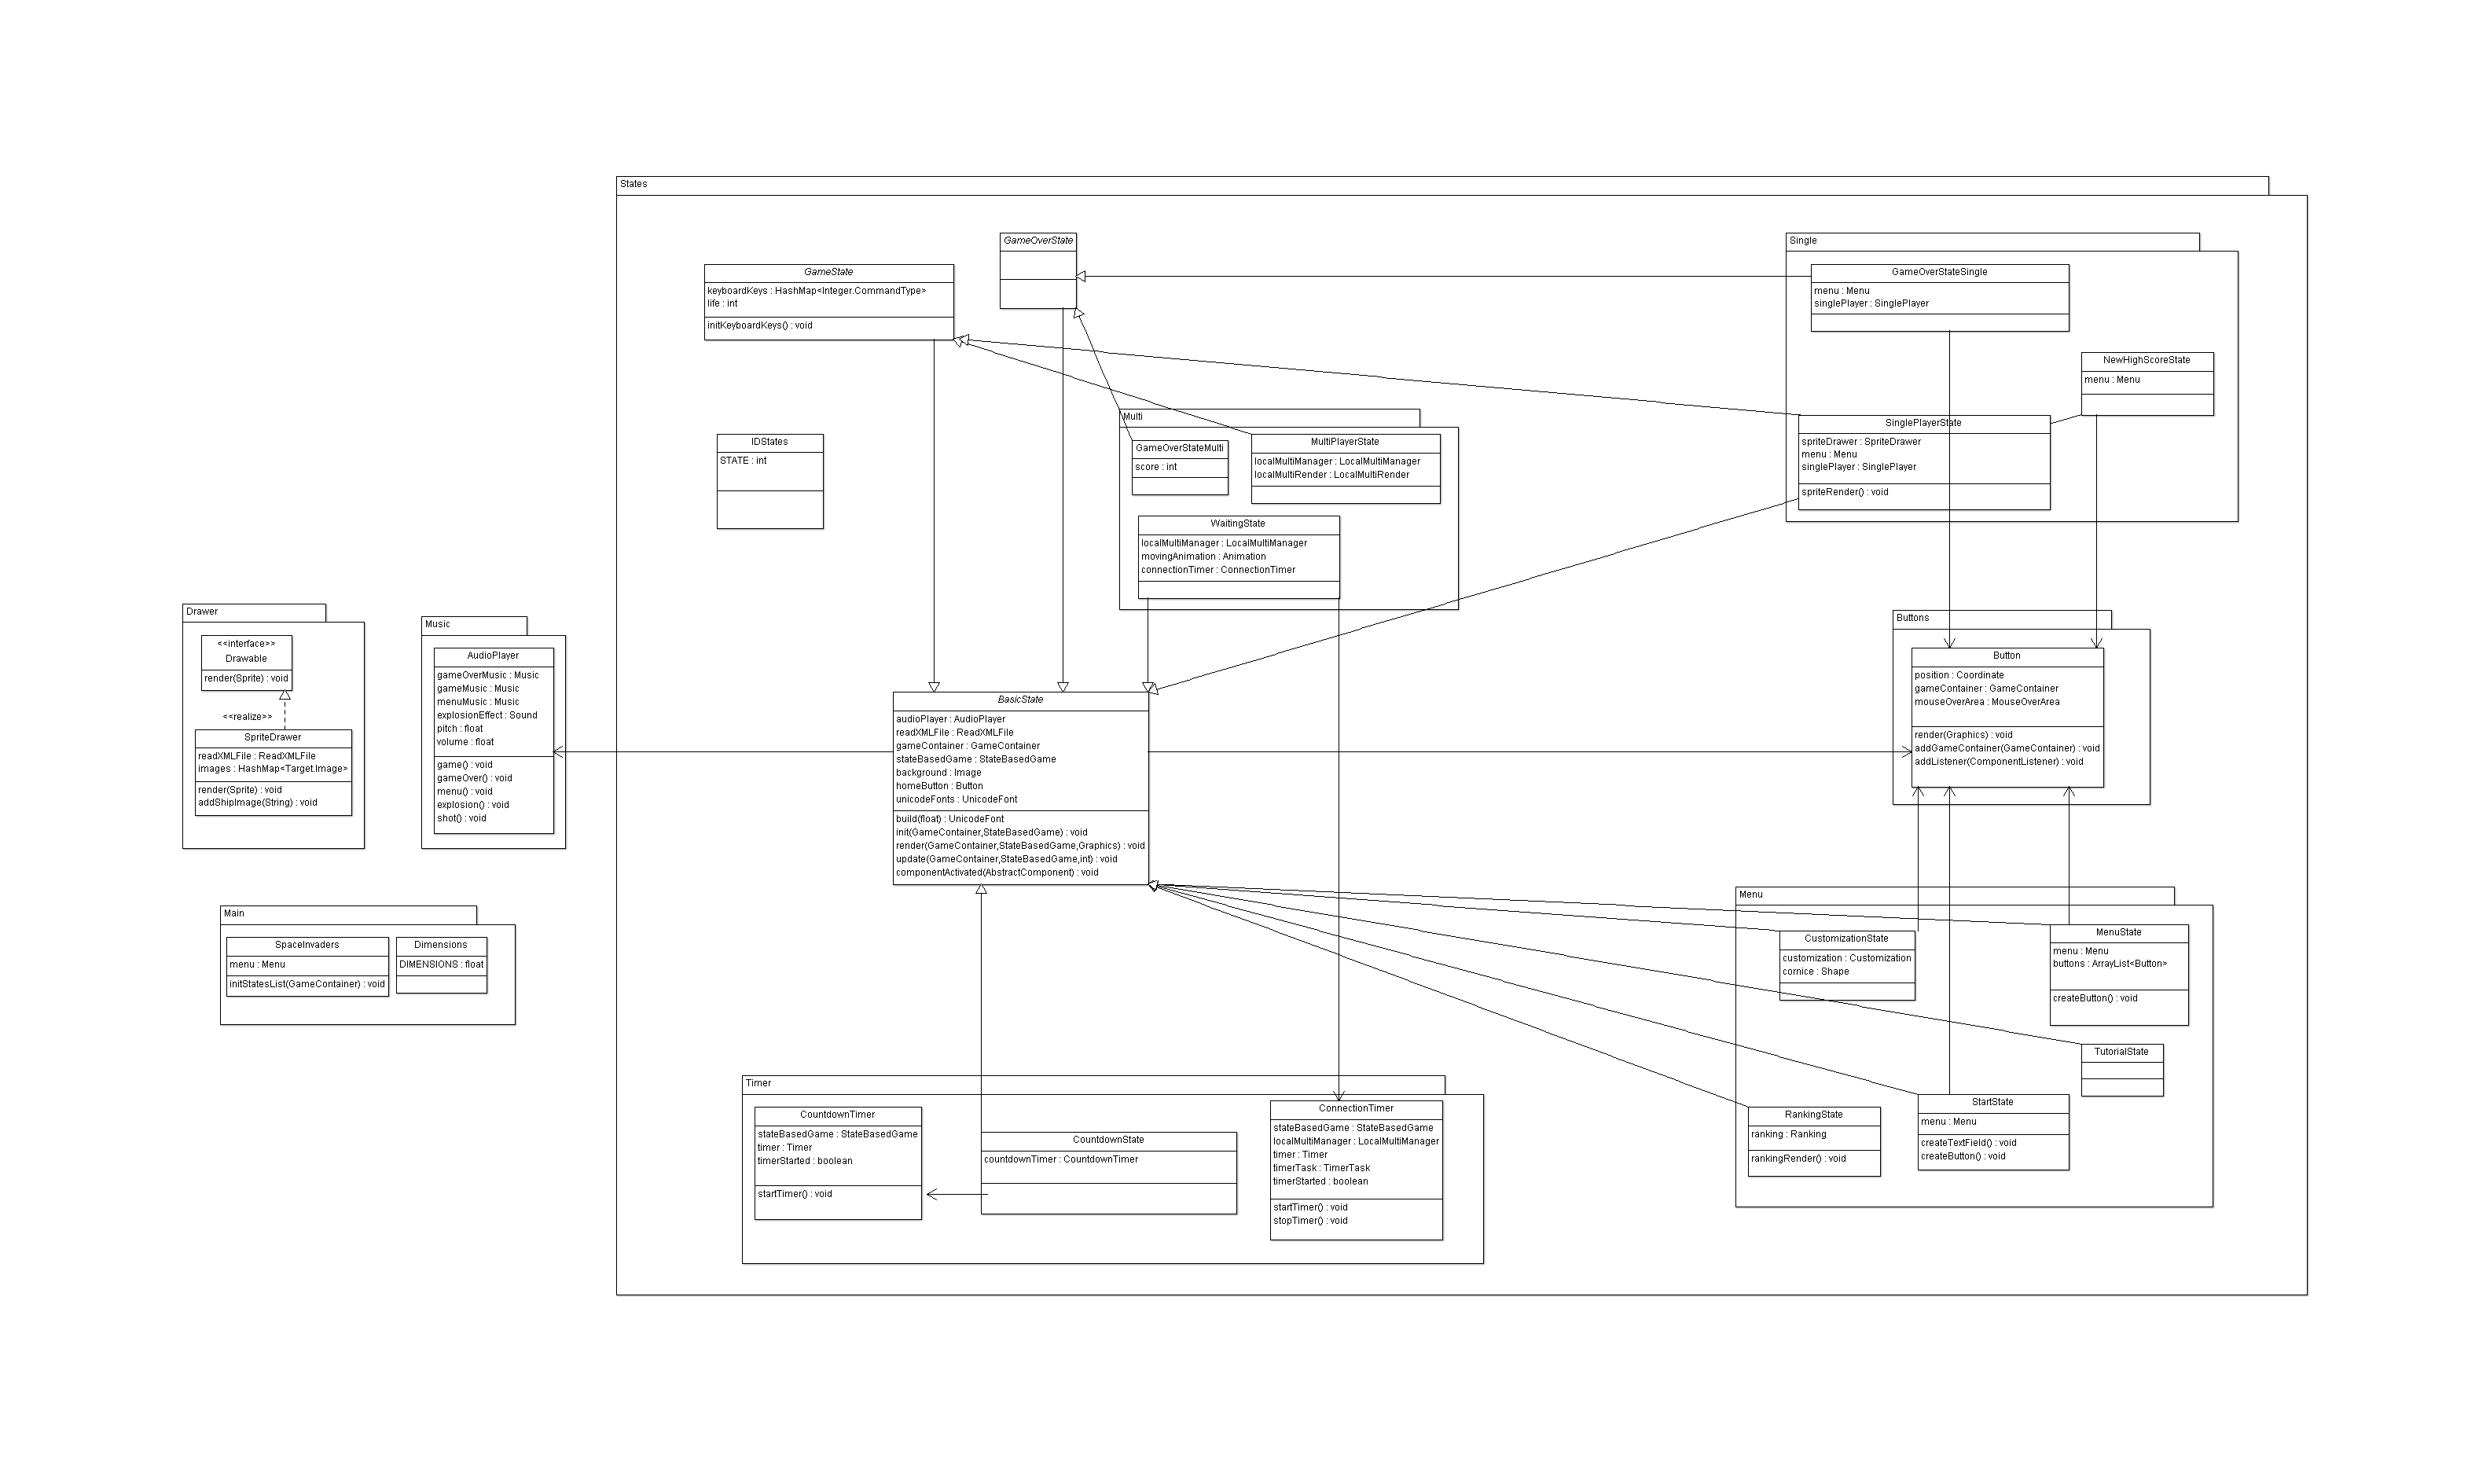 States
GameOverState
GameState
keyboardKeys : HashMap<Integer.CommandType>
life : int
initKeyboardKeys() : void
IDStates
STATE : int
Single
GameOverStateSingle
menu : Menu
singlePlayer : SinglePlayer
NewHighScoreState
menu : Menu
SinglePlayerState
spriteDrawer : SpriteDrawer
menu : Menu
singlePlayer : SinglePlayer
spriteRender() : void
Multi
GameOverStateMulti
score : int
MultiPlayerState
localMultiManager : LocalMultiManager
localMultiRender : LocalMultiRender
WaitingState
localMultiManager : LocalMultiManager
movingAnimation : Animation
connectionTimer : ConnectionTimer
Drawer
<<interface>>
Drawable
render(Sprite) : void
<<realize>>
SpriteDrawer
readXMLFile : ReadXMLFile
images : HashMap<Target.Image>
render(Sprite) : void
addShipImage(String) : void
Music
AudioPlayer
gameOverMusic : Music
gameMusic : Music
menuMusic : Music
explosionEffect : Sound
pitch : float
volume : float
game() : void
gameOver() : void
menu() : void
explosion() : void
shot() : void
BasicState
audioPlayer : AudioPlayer
readXMLFile : ReadXMLFile
gameContainer : GameContainer
stateBasedGame : StateBasedGame
background : Image
homeButton : Button
unicodeFonts : UnicodeFont
build(float) : UnicodeFont
init(GameContainer,StateBasedGame) : void
render(GameContainer,StateBasedGame,Graphics) : void
update(GameContainer,StateBasedGame,int) : void
componentActivated(AbstractComponent) : void
Buttons
Button
position : Coordinate
gameContainer : GameContainer
mouseOverArea : MouseOverArea
render(Graphics) : void
addGameContainer(GameContainer) : void
addListener(ComponentListener) : void
Main
SpaceInvaders
menu : Menu
initStatesList(GameContainer) : void
Dimensions
DIMENSIONS : float
Menu
CustomizationState
customization : Customization
cornice : Shape
MenuState
menu : Menu
buttons : ArrayList<Button>
createButton() : void
TutorialState
StartState
menu : Menu
createTextField() : void
createButton() : void
RankingState
ranking : Ranking
rankingRender() : void
Timer
CountdownTimer
stateBasedGame : StateBasedGame
timer : Timer
timerStarted : boolean
startTimer() : void
CountdownState
countdownTimer : CountdownTimer
ConnectionTimer
stateBasedGame : StateBasedGame
localMultiManager : LocalMultiManager
timer : Timer
timerTask : TimerTask
timerStarted : boolean
startTimer() : void
stopTimer() : void